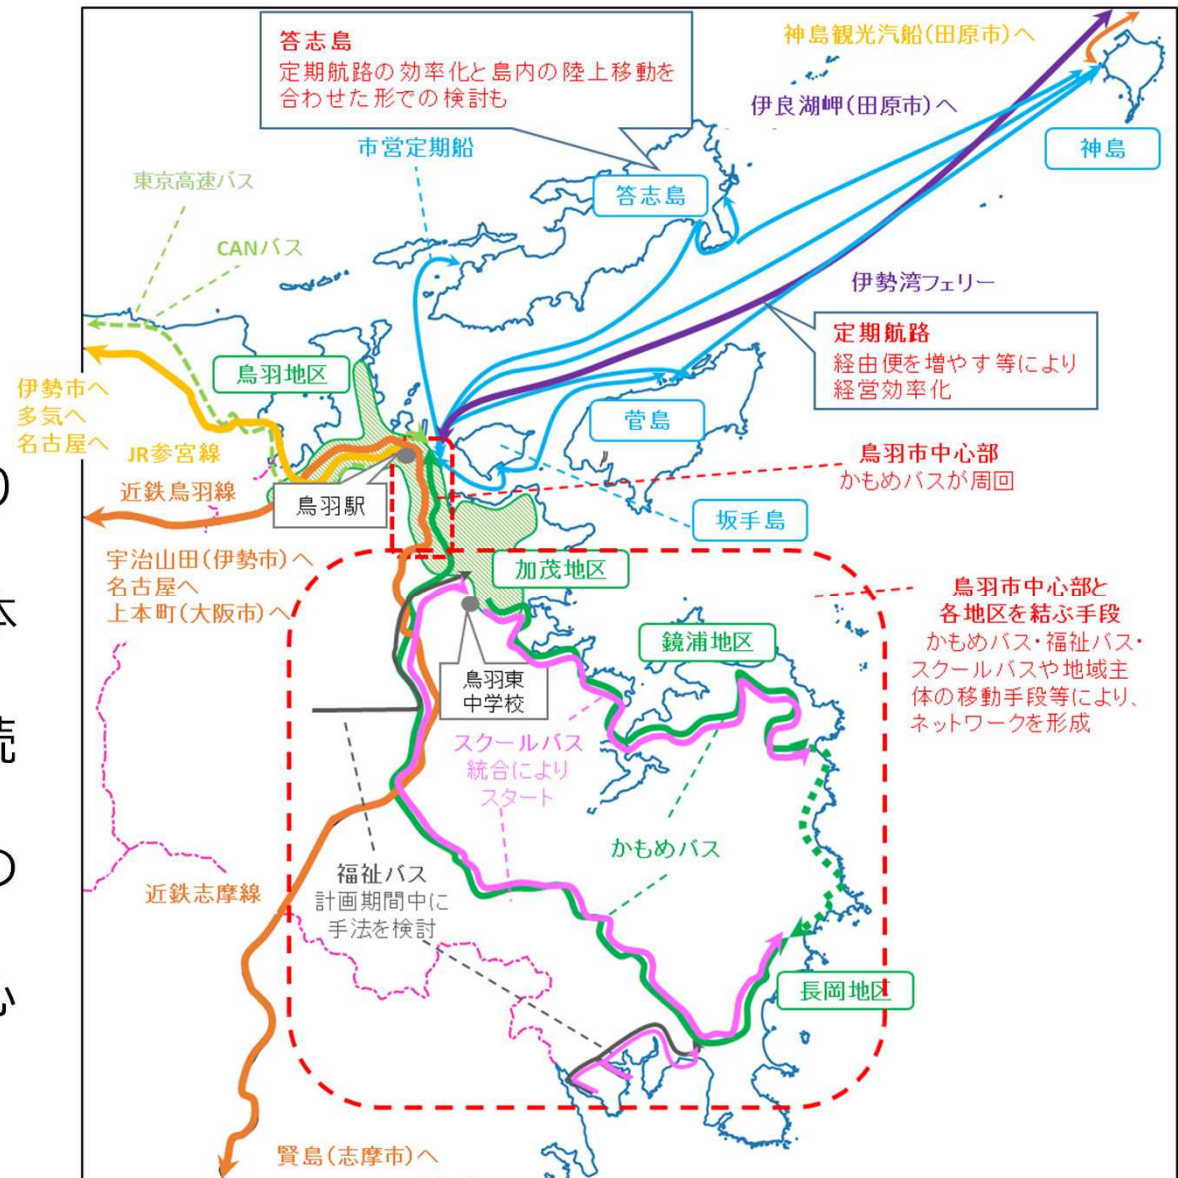 答志島
定期航路の効率化と島内の陸上移動を
合わせた形での検討も
神島観光汽船(田原市)へ
伊良湖岬(田原市)へ
市営定期船
神島
東京高速バス
答志島
CANバス
伊勢湾フェリー
定期航路
経由便を増やす等により
経営効率化
鳥羽地区
伊勢市へ
多気へ
名古屋へ
菅島
JR参宮線
鳥羽市中心部
かもめバスが周回
近鉄鳥羽線
鳥羽駅
坂手島
宇治山田(伊勢市)へ
名古屋へ
上本町(大阪市)へ
加茂地区
鳥羽市中心部と
各地区を結ぶ手段
かもめバス・福祉バス・
スクールバスや地域主
体の移動手段等により、
ネットワークを形成
鏡浦地区
鳥羽東
中学校
スクールバス
統合により
スタート
続
の
かもめバス
福祉バス
計画期間中に
手法を検討
近鉄志摩線
長岡地区
賢島(志摩市)へ